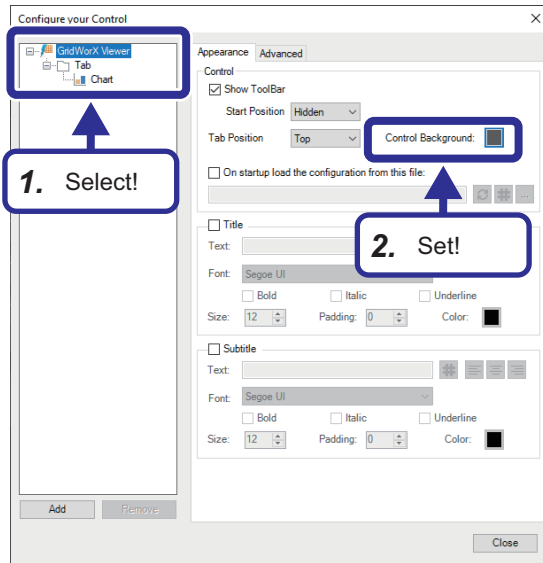 Configure your Control
GridWorX Viewer
Tab
Chart
1. Select!
Add
Remove
Appearance
Advanced
Control
Show ToolBar
Start Position
Hidden
Tab Position
Top
Control Background:
On startup load the configuration from this file:
...
2. Set!
Title
Text:
Font:
Segoe UI
Bold
Italic
Underline
Size:
12
Padding:
0
Color:
Subtitle
Text:
Font:
Segoe UI
Bold
Italic
Underline
Size:
12
Padding:
0
Color:
Close